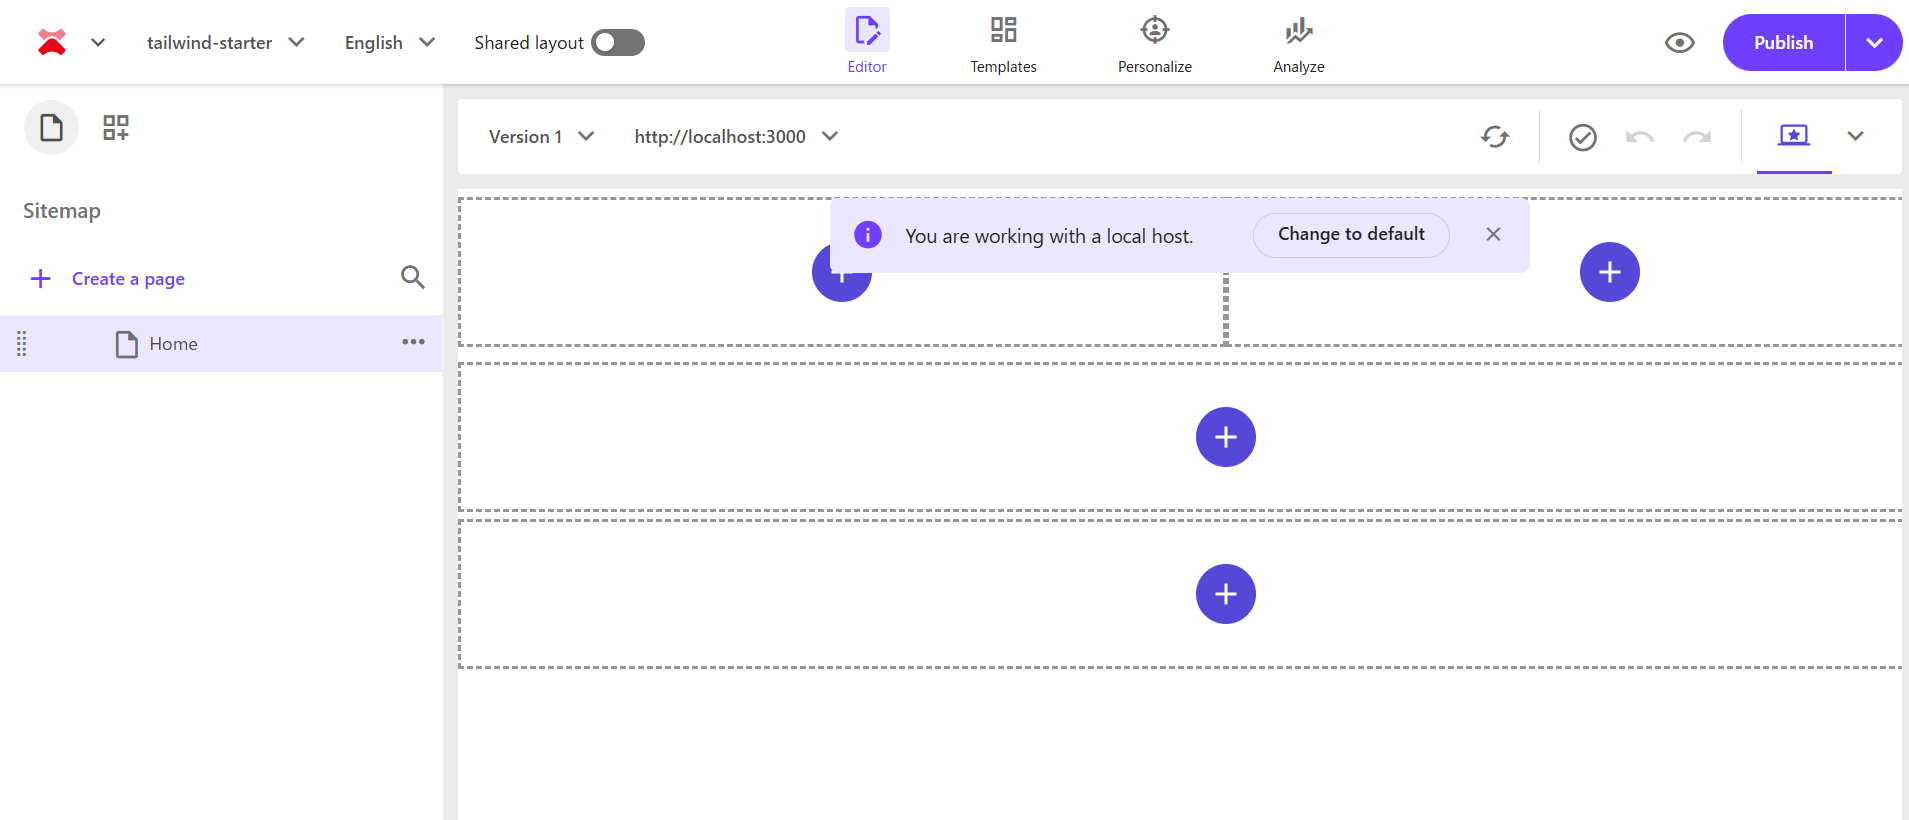 tailwind-starter
English
Shared layout
Editor
Templates
Personalize
Analyze
Publish
Version 1
http://localhost:3000
Sitemap
You are working with a local host.
Change to default
Create a page
Home